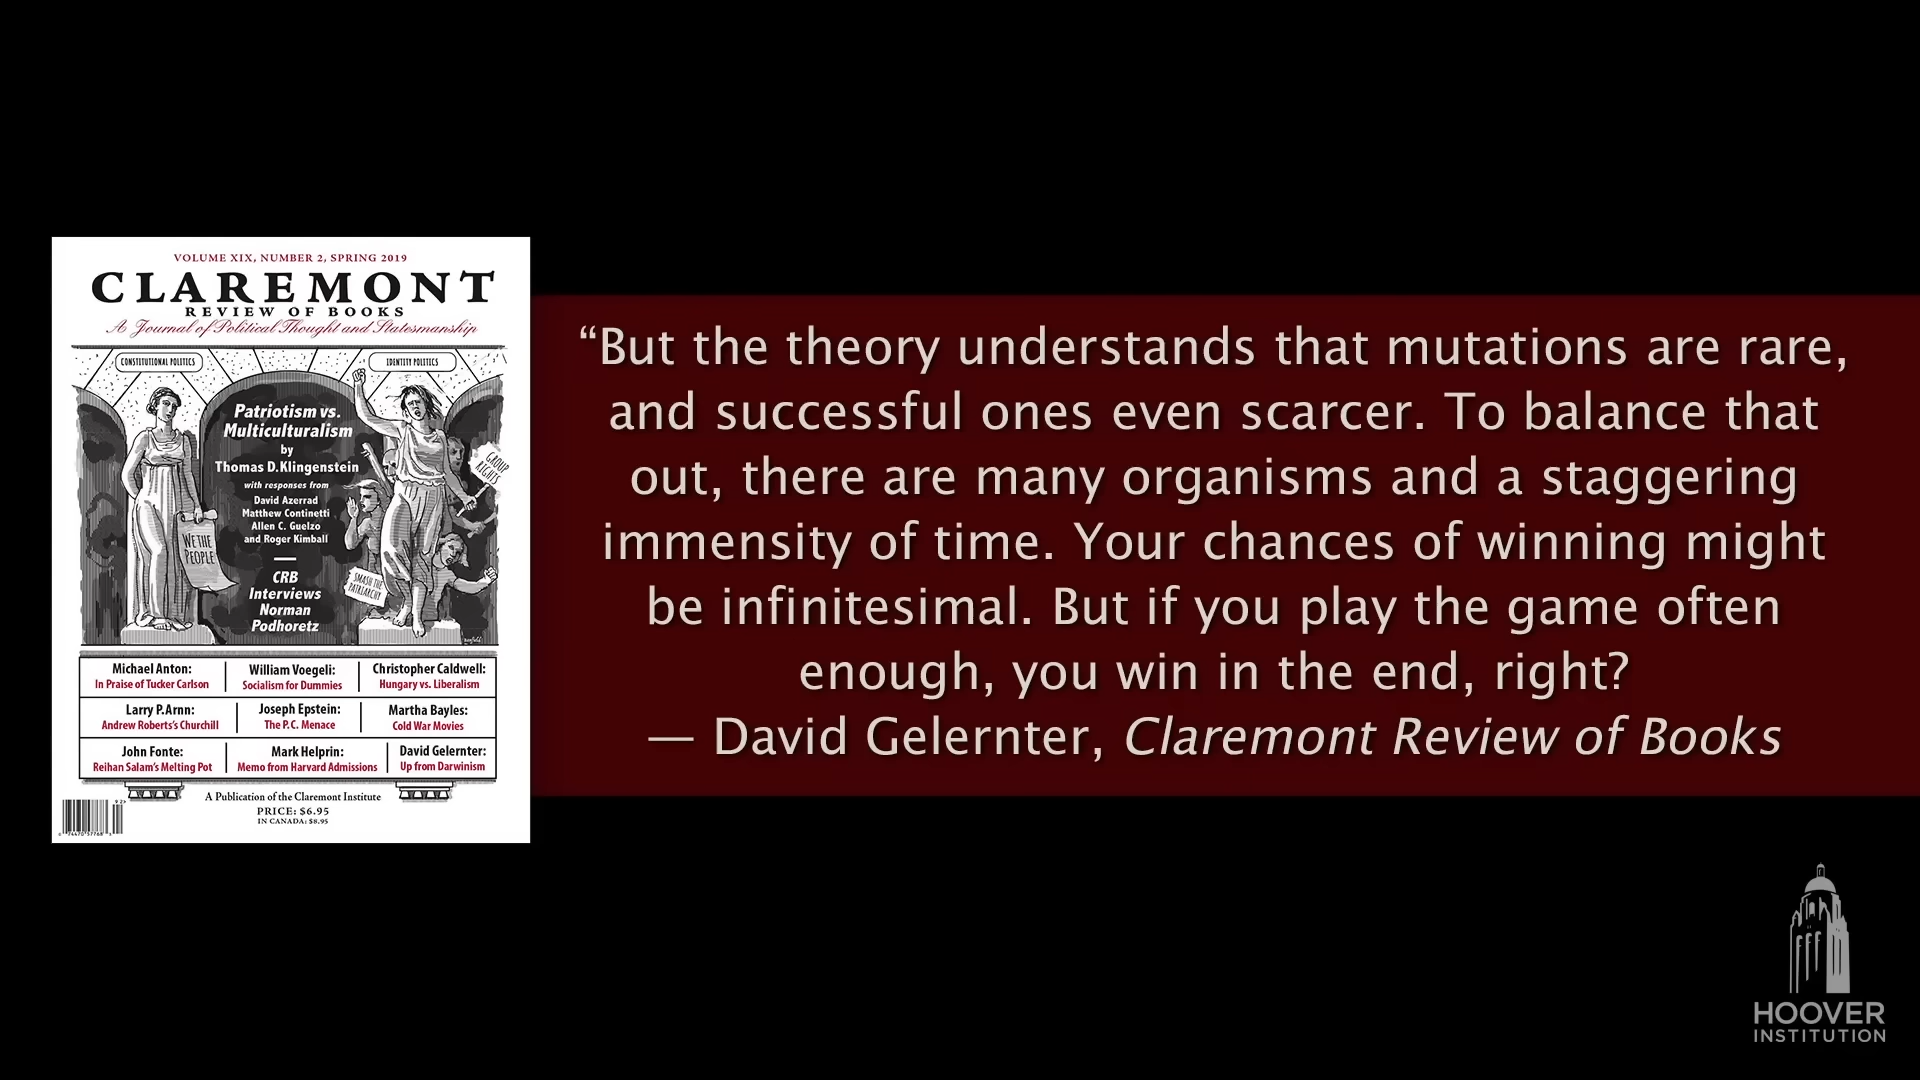 VOLUME XIX, NUMBER 2, SPRING 2019
CLAREMONT
REVIEW OF BOOKS
A Journal of Political Thought and Statesmanship
CONSTITUTIONAL POLITICS
IDENTITY POLITICS
Patriotism vs.
Multiculturalism
by
Thomas D. Klingenstein
with responses from
David Azerrad
Matthew Continetti
Allen C. Guelzo
and Roger Kimball
CRB
Interviews
Norman
Podhoretz
WE THE
PEOPLE
GROUP
RIGHTS
SMASH THE
PATRIARCHY
Michael Anton:
In Praise of Tucker Carlson
William Voegeli:
Socialism for Dummies
Christopher Caldwell:
Hungary vs. Liberalism
Larry P. Arnn:
Andrew Roberts's Churchill
Joseph Epstein:
The P.C. Menace
Martha Bayles:
Cold War Movies
John Fonte:
Reihan Salam's Melting Pot
Mark Helprin:
Memo from Harvard Admissions
David Gelernter:
Up from Darwinism
A Publication of the Claremont Institute
PRICE: $6.95
IN CANADA: $8.95
“But the theory understands that mutations are rare,
and successful ones even scarcer. To balance that
out, there are many organisms and a staggering
immensity of time. Your chances of winning might
be infinitesimal. But if you play the game often
enough, you win in the end, right?
— David Gelernter, Claremont Review of Books
HOOVER
INSTITUTION